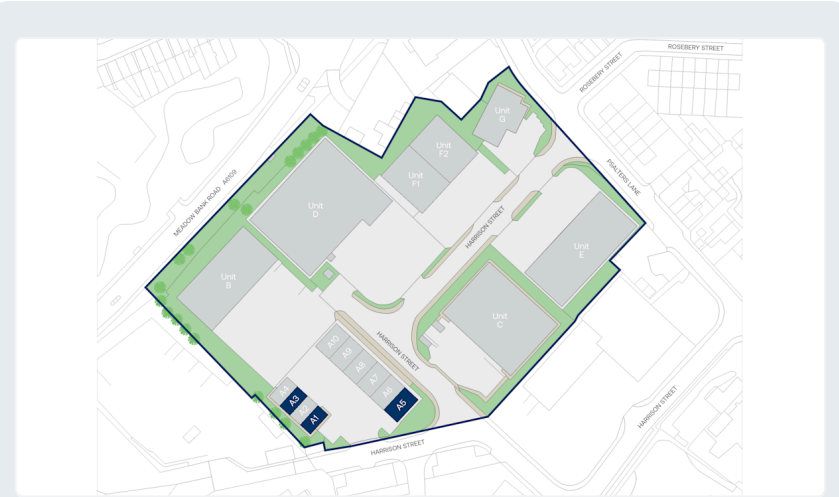 ROSEBERY STREET
ROSEBERY STREET
Unit
G
Unit
F2
Unit
F1
PSALTERS LANE
MEADOW BANK ROAD A6109
Unit
D
HARRISON STREET
Unit
E
Unit
B
Unit
C
HARRISON STREET
A10
A9
A8
A7
A6
A5
A4
A3
A2
A1
HARRISON STREET
HARRISON STREET